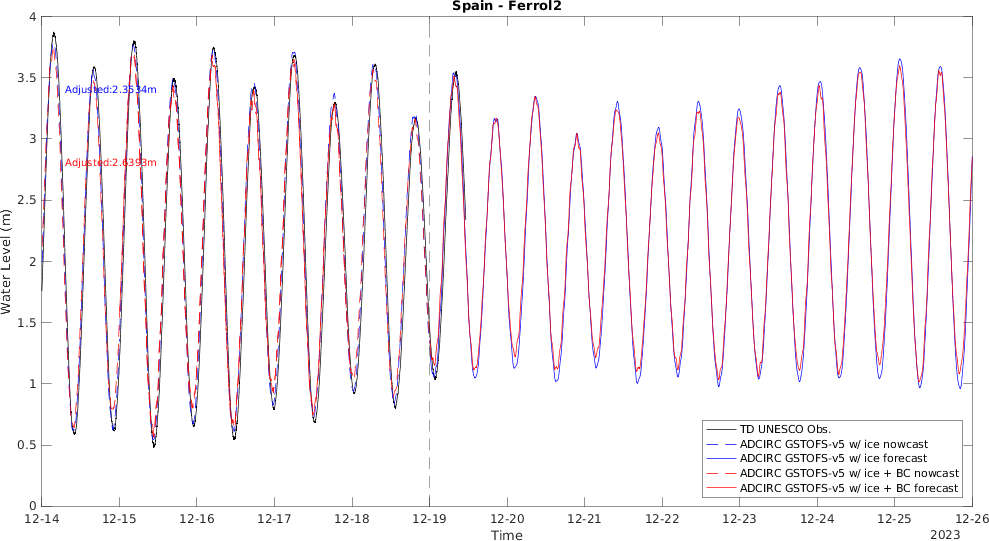 Spain - Ferrol2
4
3.5
3
2.5
2
1.5
1
0.5
0
Water Level (m)
Adjusted:2.3534m
Adjusted:2.6393m
TD UNESCO Obs.
ADCIRC GSTOFS-v5 w/ ice nowcast
ADCIRC GSTOFS-v5 w/ ice forecast
ADCIRC GSTOFS-v5 w/ ice + BC nowcast
ADCIRC GSTOFS-v5 w/ ice + BC forecast
12-14 12-15 12-16 12-17 12-18 12-19 12-20 12-21 12-22 12-23 12-24 12-25 12-26
Time
2023